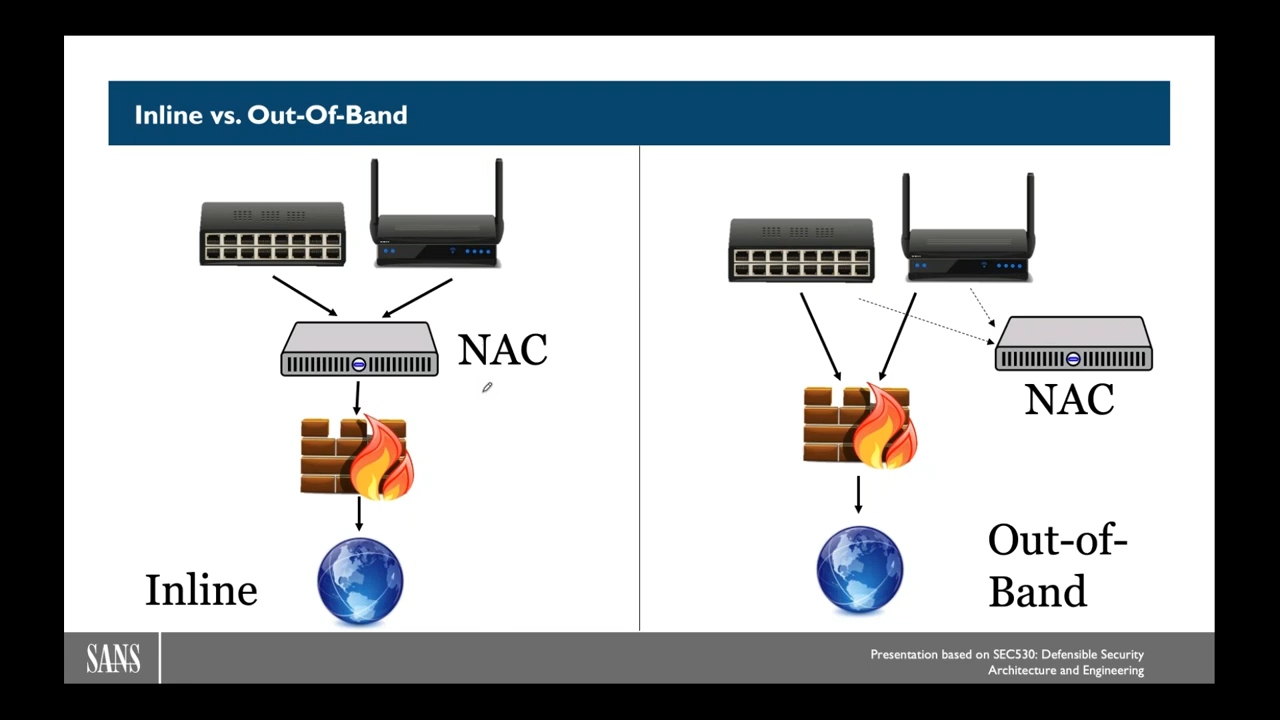 Inline vs. Out-Of-Band
NAC
Inline
NAC
Out-of-
Band
SANS
Presentation based on SEC530: Defensible Security
Architecture and Engineering